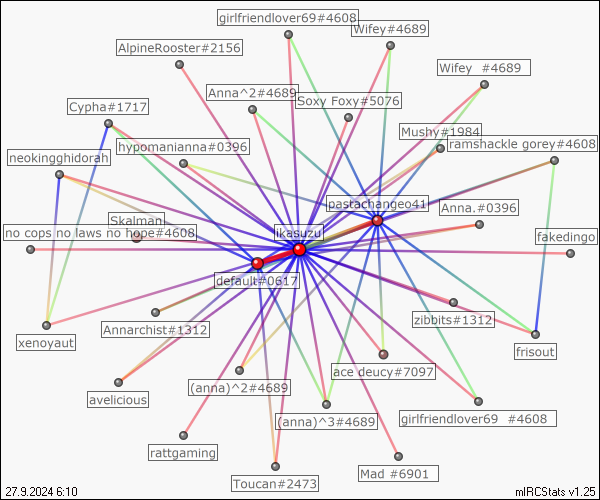 girlfriendlover69#4608
Wifey#4689
AlpineRooster#2156
Wifey  #4689
Anna^2#4689
Soxy Foxy#5076
Cypha#1717
Mushy#1984
hypomanianna#0396
ramshackle gorey#4608
neokingghidorah
pastachangeo41
Anna.#0396
Skalman
no cops no laws no hope#4608
ikasuzu
fakedingo
default#0617
zibbits#1312
Annarchist#1312
xenoyaut
frisout
ace deucy#7097
(anna)^2#4689
avelicious
(anna)^3#4689
girlfriendlover69  #4608
rattgaming
Mad #6901
Toucan#2473
27.9.2024 6:10
mIRCStats v1.25